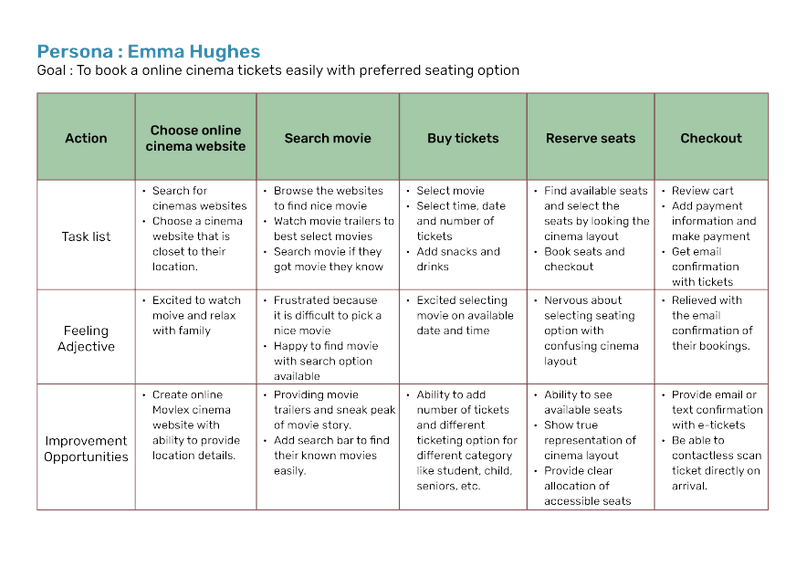 Persona : Emma Hughes
Goal : To book a online cinema tickets easily with preferred seating option
Action
Choose online
cinema website
Search movie
Buy tickets
Reserve seats
Checkout
Task list
• Search for
cinemas websites
• Choose a cinema
website that is
closet to their
location.
• Browse the websites
to find nice movie
• Watch movie trailers to
best select movies
• Search movie if they
got movie they know
• Select movie
• Select time, date
and number of
tickets
• Add snacks and
drinks
• Find available seats
and select the
seats by looking the
cinema layout
• Book seats and
checkout
• Review cart
• Add payment
information and
make payment
• Get email
confirmation
with tickets
Feeling
Adjective
• Excited to watch
moive and relax
with family
• Frustrated because
it is difficult to pick a
nice movie
• Happy to find movie
with search option
available
• Excited selecting
movie on available
date and time
• Nervous about
selecting seating
option with
confusing cinema
layout
• Relieved with
the email
confirmation of
their bookings.
Improvement
Opportunities
• Create online
Movlex cinema
website with
ability to provide
location details.
• Providing movie
trailers and sneak peak
of movie story.
• Add search bar to find
their known movies
easily.
• Ability to add
number of tickets
and different
ticketing option for
different category
like student, child,
seniors, etc.
• Ability to see
available seats
• Show true
representation of
cinema layout
• Provide clear
allocation of
accessible seats
• Provide email or
text confirmation
with e-tickets
• Be able to
contactless scan
ticket directly on
arrival.